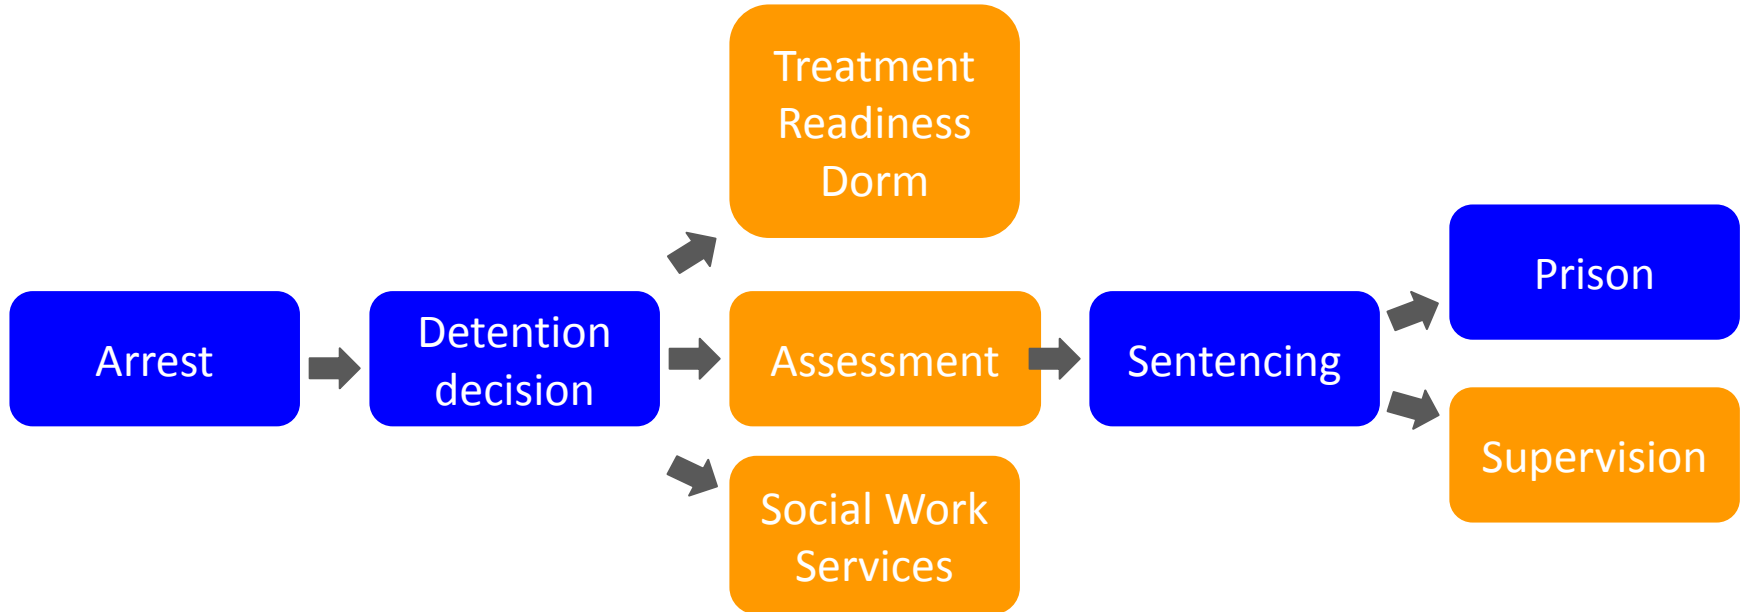 Arrest
Detention
decision
Treatment
Readiness
Dorm
Assessment
Social Work
Services
Sentencing
Prison
Supervision